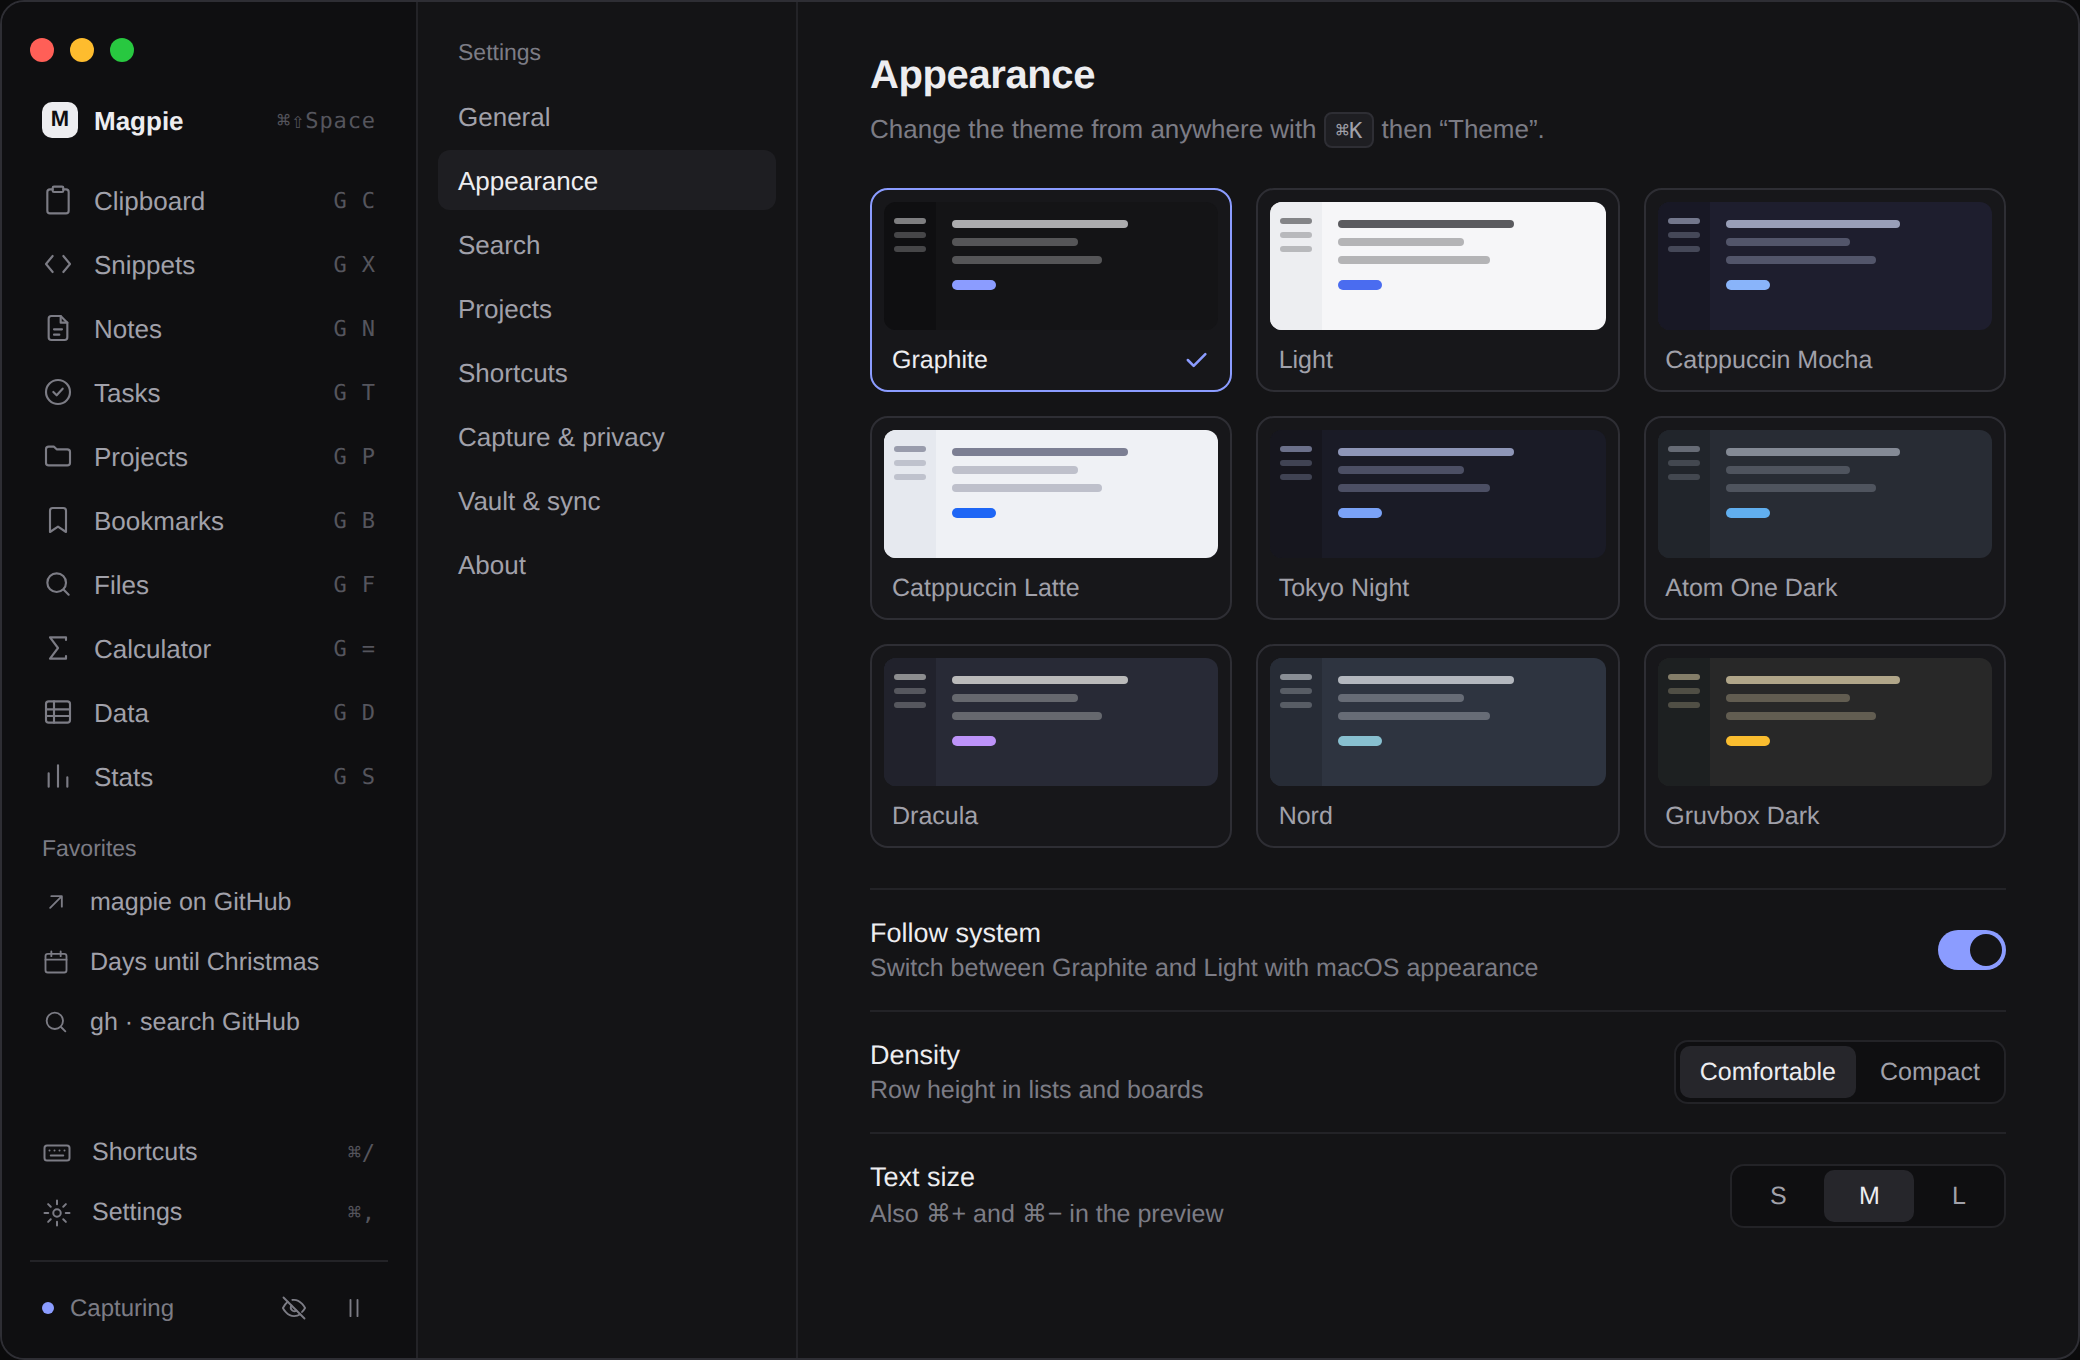 M Magpie ⌘⇧Space
Clipboard G C
Snippets G X
Notes G N
Tasks G T
Projects G P
Bookmarks G B
Files G F
Calculator G =
Data G D
Stats G S
Favorites
magpie on GitHub
Days until Christmas
gh · search GitHub
Shortcuts ⌘/
Settings ⌘,
Capturing
Settings
General
Appearance
Search
Projects
Shortcuts
Capture & privacy
Vault & sync
About
Appearance
Change the theme from anywhere with ⌘K then “Theme”.
Graphite
Light
Catppuccin Mocha
Catppuccin Latte
Tokyo Night
Atom One Dark
Dracula
Nord
Gruvbox Dark
Follow system
Switch between Graphite and Light with macOS appearance
Density
Row height in lists and boards
Comfortable Compact
Text size
Also ⌘+ and ⌘− in the preview
S M L